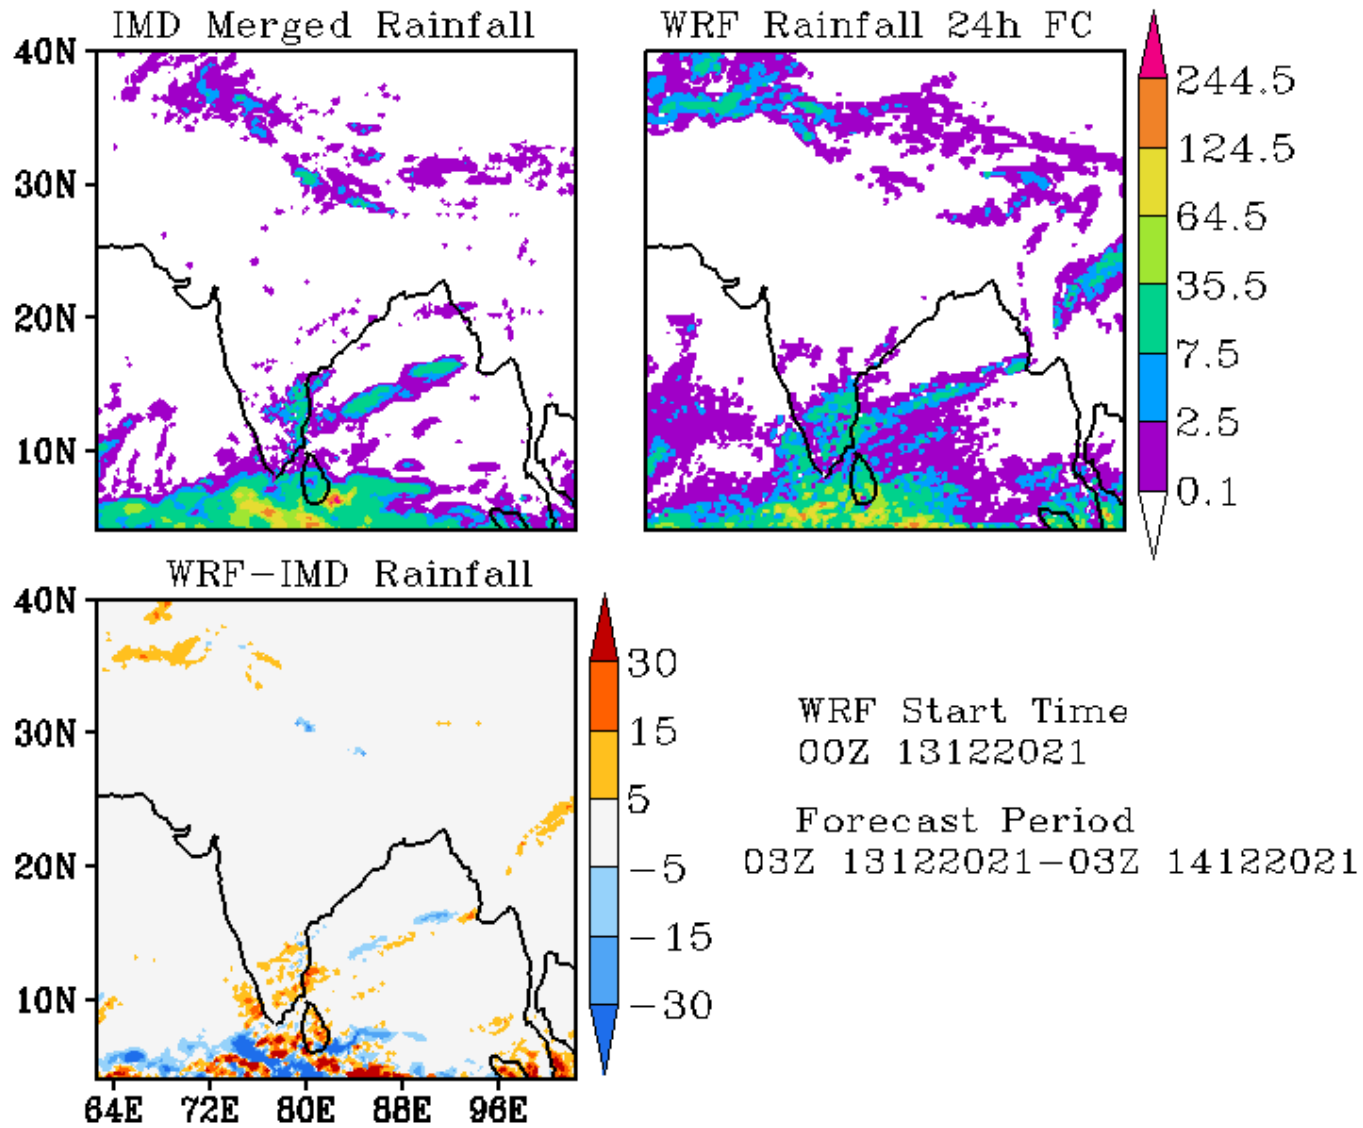 IMD Merged Rainfall
WRF Rainfall 24h FC
40N
30N
20N
10N
244.5
124.5
64.5
35.5
7.5
2.5
0.1
WRF-IMD Rainfall
40N
30N
20N
10N
64E 72E 80E 88E 96E
30
15
5
-5
-15
-30
WRF Start Time
00Z 13122021
Forecast Period
03Z 13122021-03Z 14122021